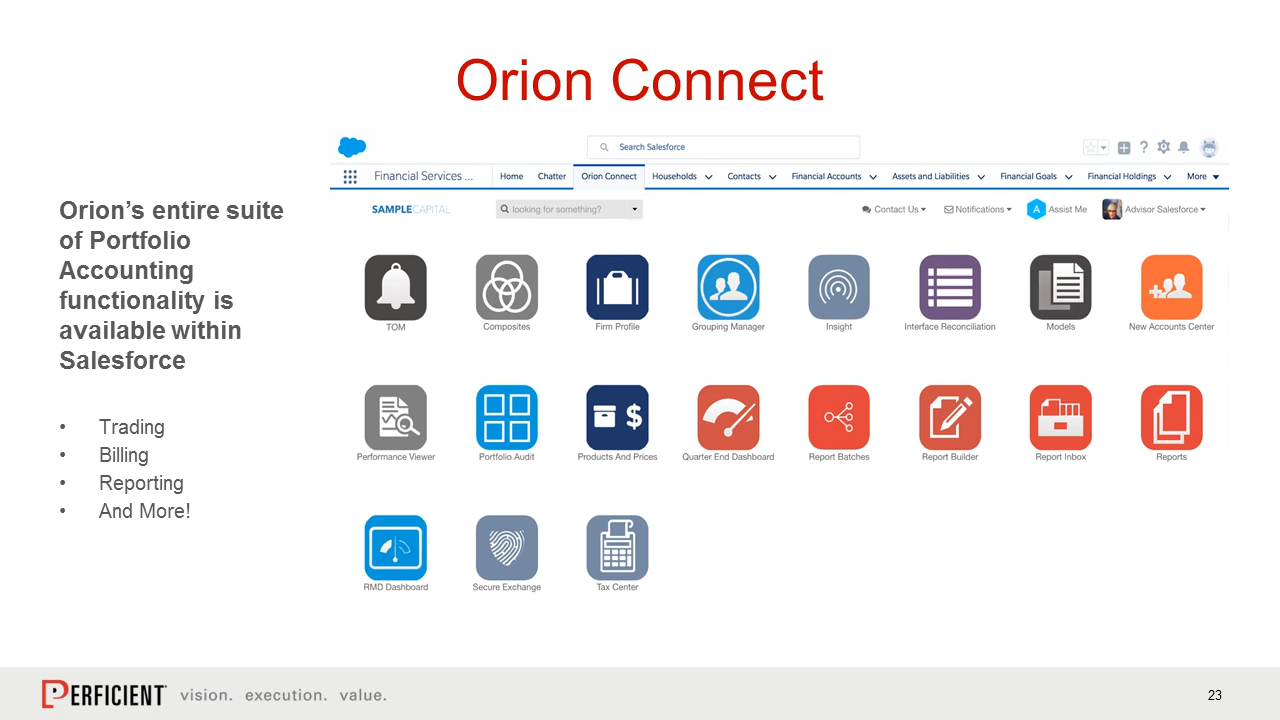 Orion Connect
Orion's entire suite
of Portfolio
Accounting
functionality is
available within
Salesforce
• Trading
• Billing
• Reporting
• And More!
Search Salesforce
Financial Services ... Home Chatter Orion Connect Households Contacts Financial Accounts Assets and Liabilities Financial Goals Financial Holdings More
SAMPLECAPITAL looking for something? Contact Us Notifications A Assist Me Advisor Salesforce
TOM Composites Firm Profile Grouping Manager Insight Interface Reconciliation Models New Accounts Center
Performance Viewer Portfolio Audit Products And Prices Quarter End Dashboard Report Batches Report Builder Report Inbox Reports
RMD Dashboard Secure Exchange Tax Center
PERFICIENT vision. execution. value. 23